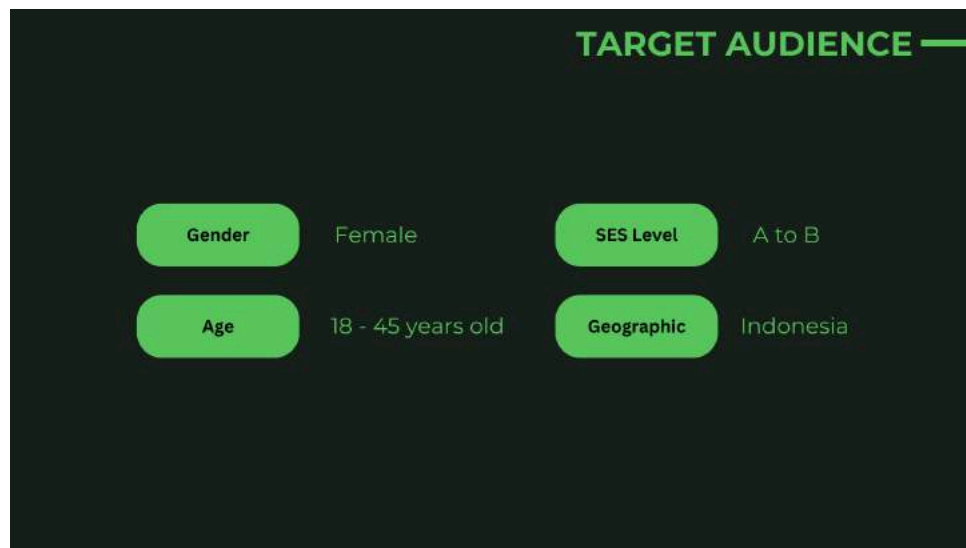 TARGET AUDIENCE
Gender
Female
SES Level
A to B
Age
18 - 45 years old
Geographic
Indonesia